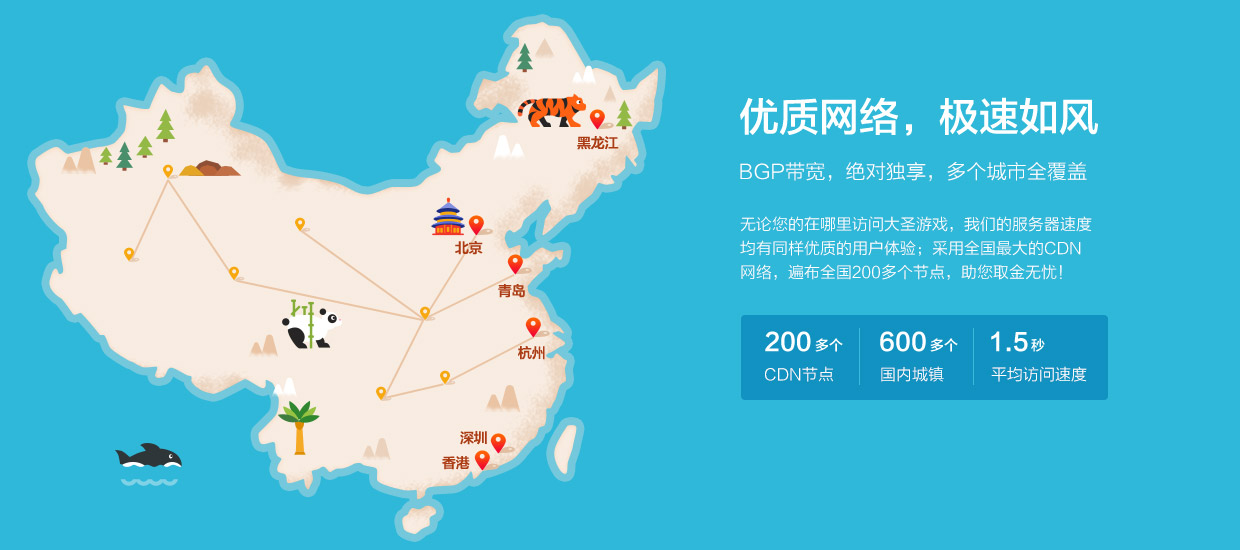 黑龙江
北京
青岛
杭州
深圳
香港
优质网络，极速如风
BGP带宽，绝对独享，多个城市全覆盖
无论您的在哪里访问大圣游戏，我们的服务器速度
均有同样优质的用户体验；采用全国最大的CDN
网络，遍布全国200多个节点，助您取金无忧！
200多个 600多个 1.5秒
CDN节点 国内城镇 平均访问速度